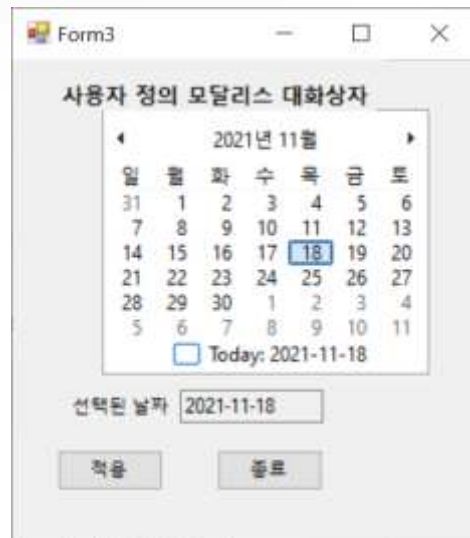 Form3
사용자 정의 모달리스 대화상자
2021년 11월
일 월 화 수 목 금 토
31 1 2 3 4 5 6
7 8 9 10 11 12 13
14 15 16 17 18 19 20
21 22 23 24 25 26 27
28 29 30 1 2 3 4
5 6 7 8 9 10 11
Today: 2021-11-18
선택된 날짜 2021-11-18
적용 종료